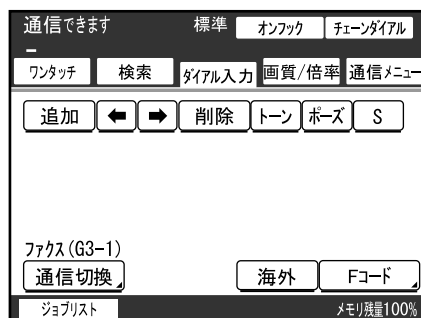 通信できます 標準 オンフック チェーンダイアル
ワンタッチ 検索 ダイアル入力 画質/倍率 通信メニュー
追加 ← → 削除 トーン ポーズ S
ファクス(G3-1)
通信切換 海外 Fコード
ジョブリスト メモリ残量100%